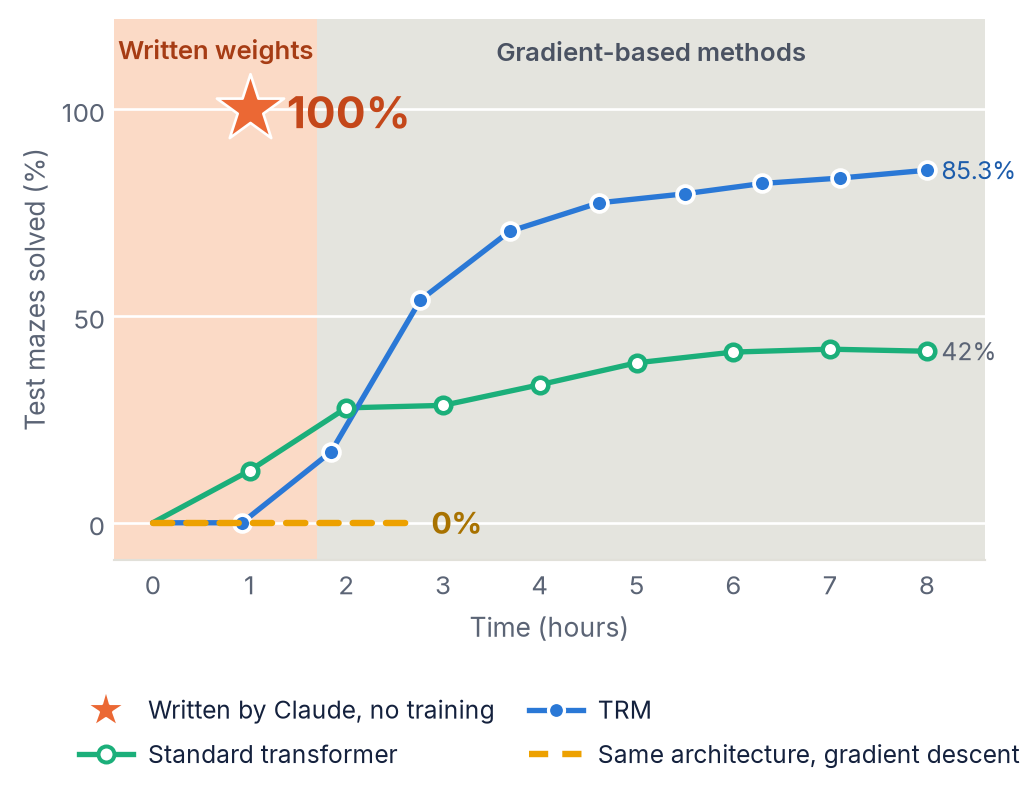 Written weights
Gradient-based methods
100%
100
85.3%
50
42%
0
0%
Test mazes solved (%)
0 1 2 3 4 5 6 7 8
Time (hours)
Written by Claude, no training
TRM
Standard transformer
Same architecture, gradient descent